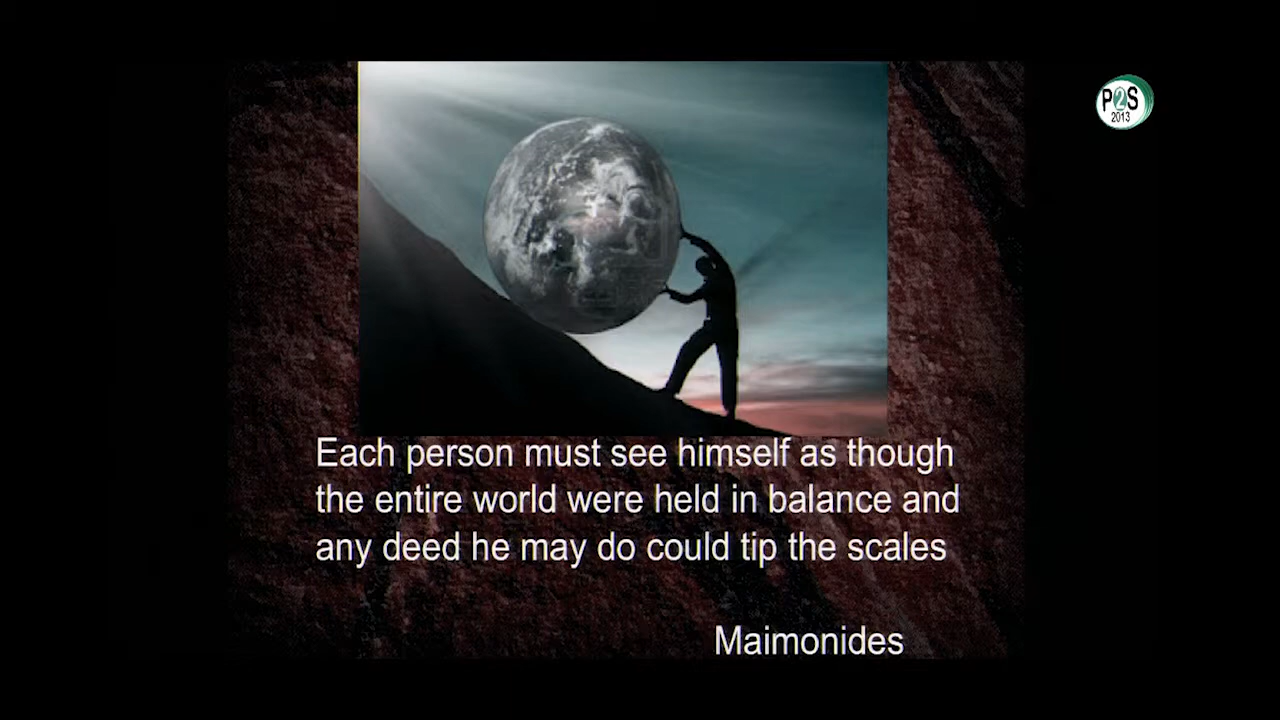 P2S
2013
Each person must see himself as though
the entire world were held in balance and
any deed he may do could tip the scales
Maimonides